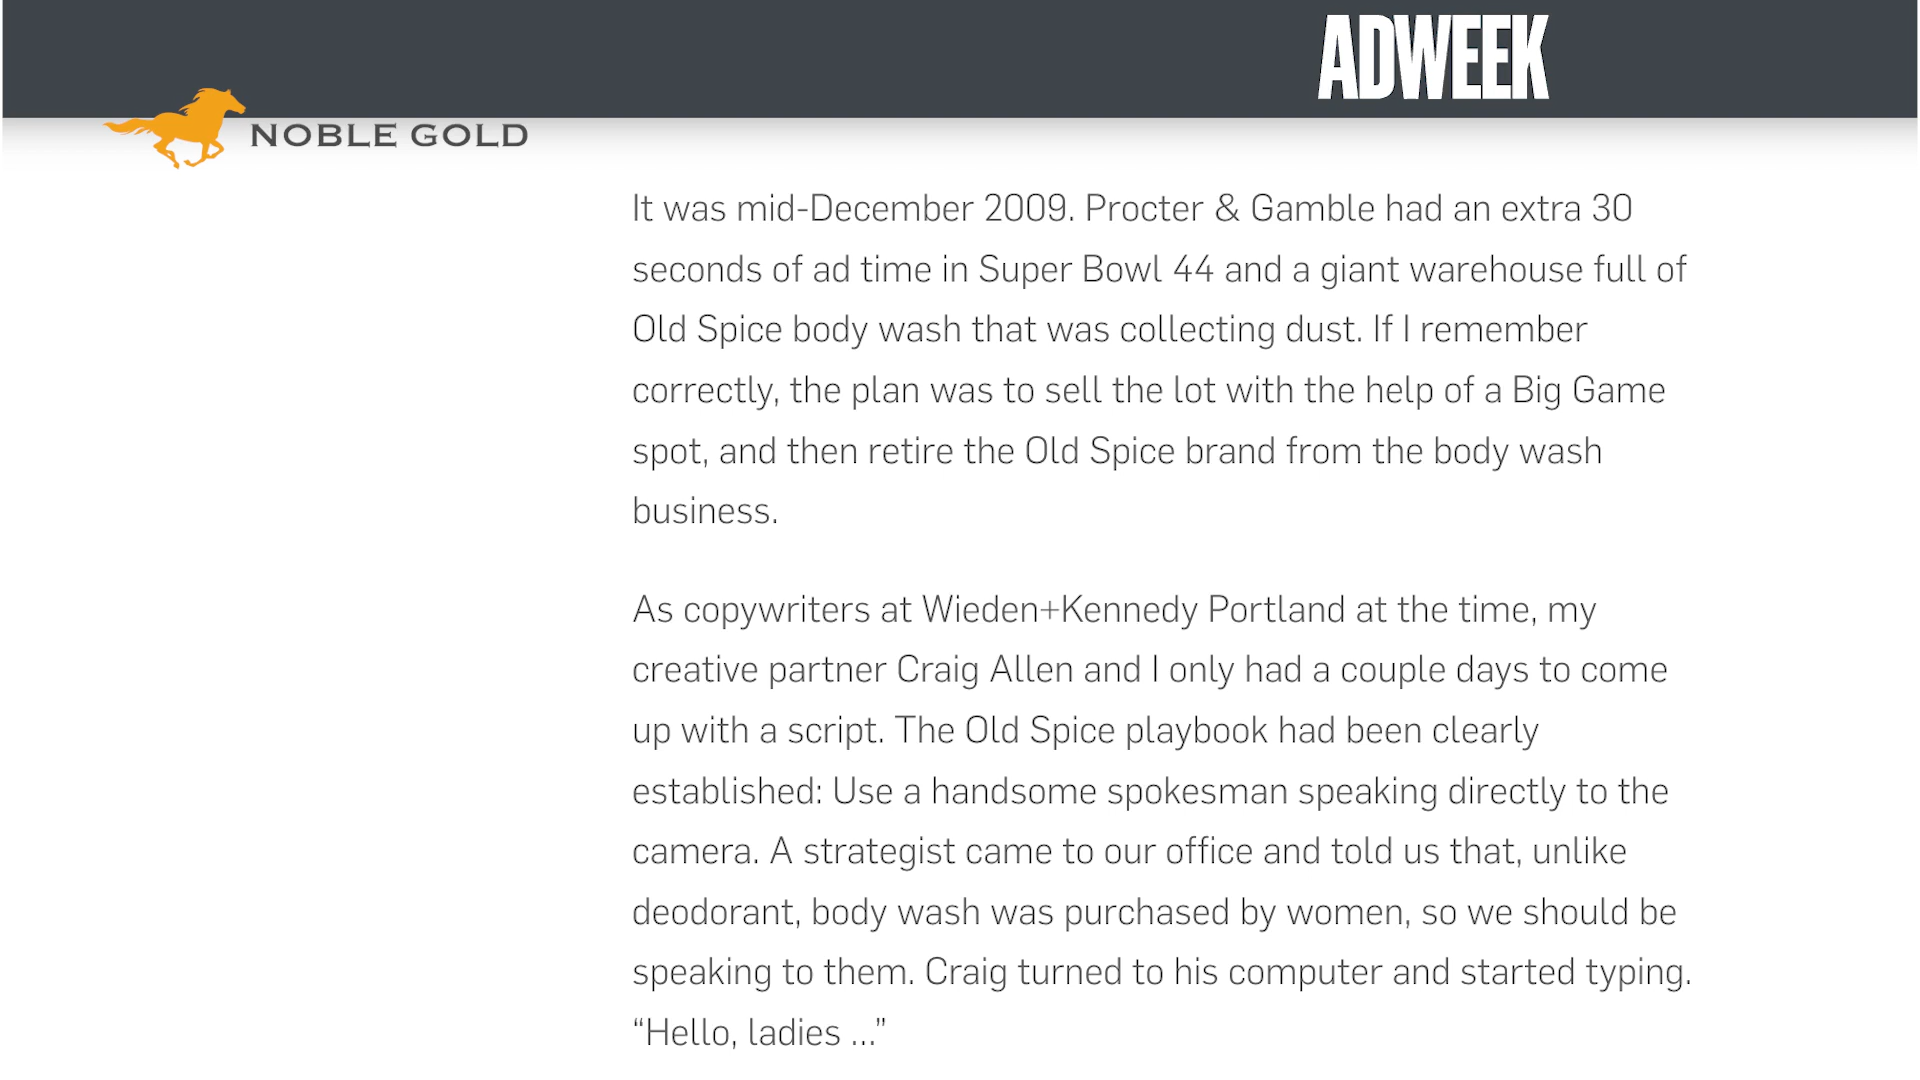 ADWEEK
NOBLE GOLD
It was mid-December 2009. Procter & Gamble had an extra 30
seconds of ad time in Super Bowl 44 and a giant warehouse full of
Old Spice body wash that was collecting dust. If I remember
correctly, the plan was to sell the lot with the help of a Big Game
spot, and then retire the Old Spice brand from the body wash
business.
As copywriters at Wieden+Kennedy Portland at the time, my
creative partner Craig Allen and I only had a couple days to come
up with a script. The Old Spice playbook had been clearly
established: Use a handsome spokesman speaking directly to the
camera. A strategist came to our office and told us that, unlike
deodorant, body wash was purchased by women, so we should be
speaking to them. Craig turned to his computer and started typing.
“Hello, ladies ...”